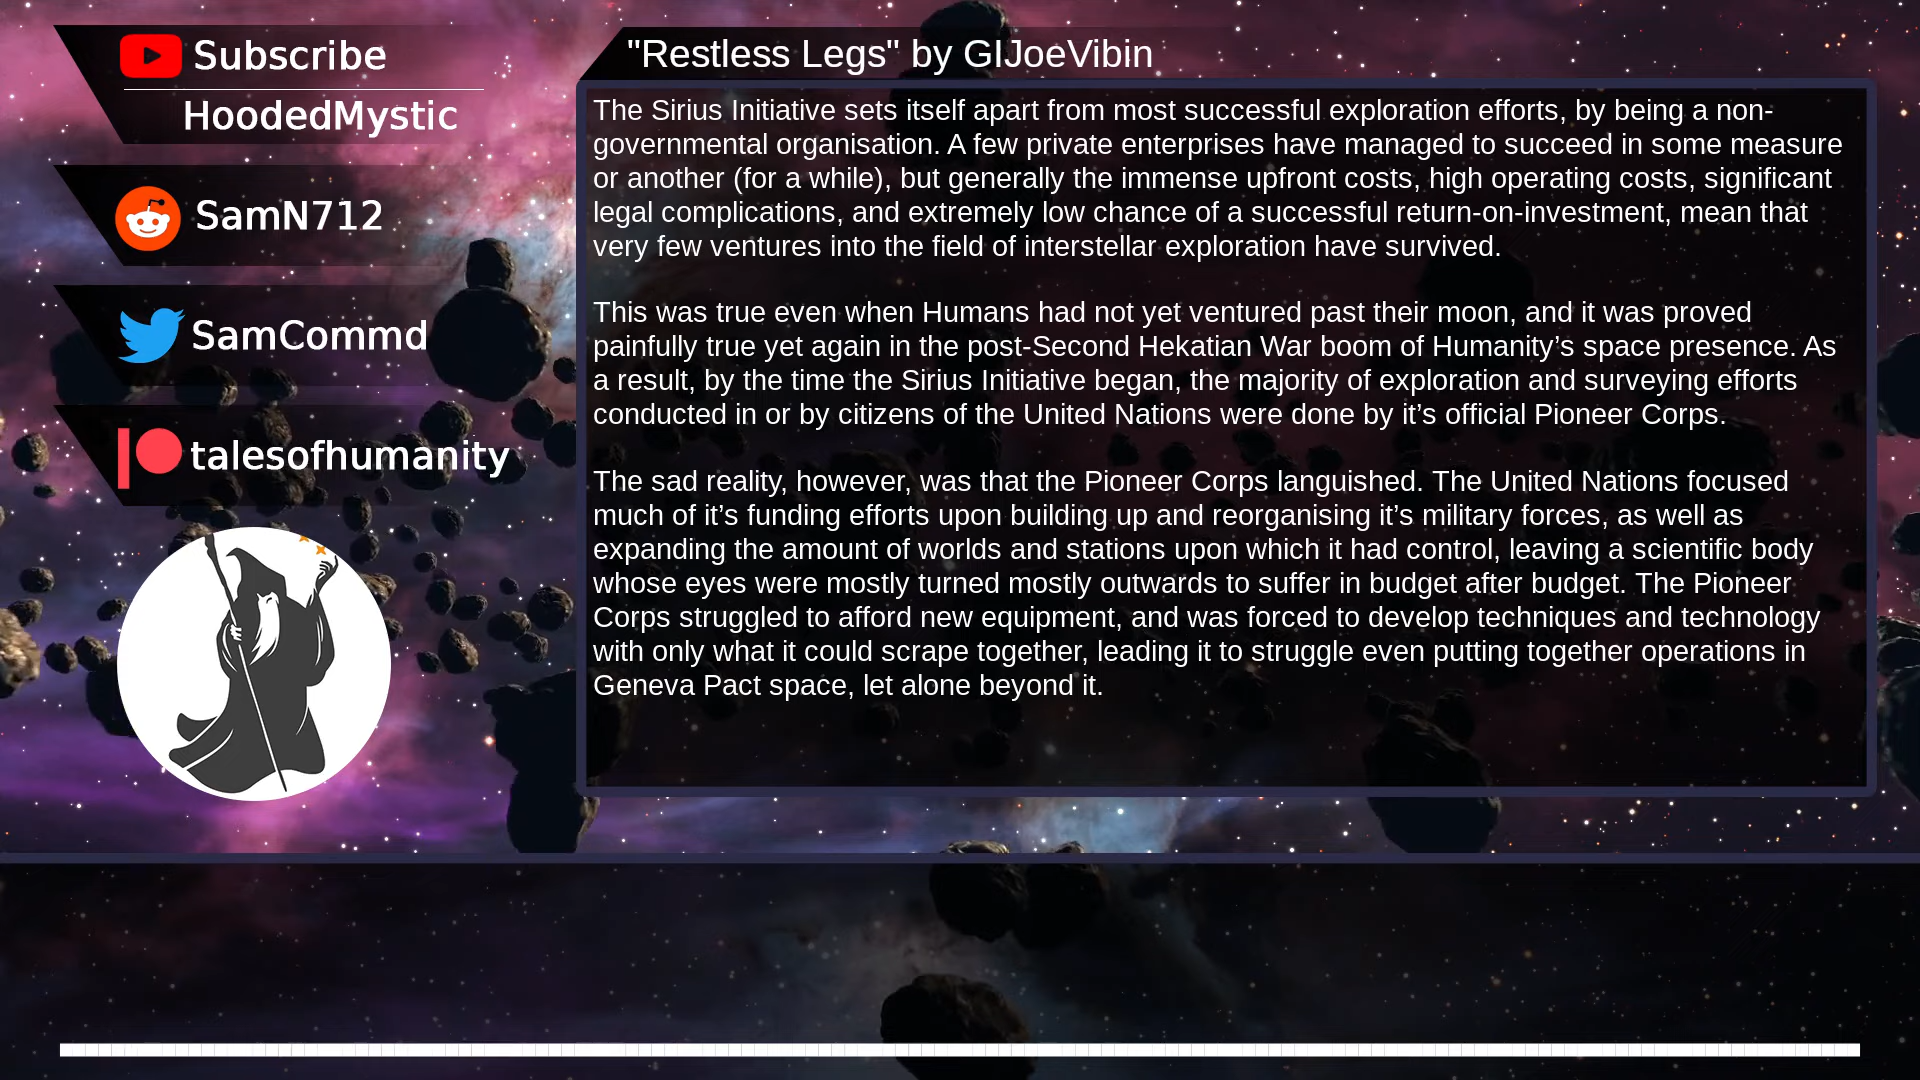 Subscribe
HoodedMystic
SamN712
SamCommd
talesofhumanity
"Restless Legs" by GIJoeVibin
The Sirius Initiative sets itself apart from most successful exploration efforts, by being a non-
governmental organisation. A few private enterprises have managed to succeed in some measure
or another (for a while), but generally the immense upfront costs, high operating costs, significant
legal complications, and extremely low chance of a successful return-on-investment, mean that
very few ventures into the field of interstellar exploration have survived.
This was true even when Humans had not yet ventured past their moon, and it was proved
painfully true yet again in the post-Second Hekatian War boom of Humanity’s space presence. As
a result, by the time the Sirius Initiative began, the majority of exploration and surveying efforts
conducted in or by citizens of the United Nations were done by it’s official Pioneer Corps.
The sad reality, however, was that the Pioneer Corps languished. The United Nations focused
much of it’s funding efforts upon building up and reorganising it’s military forces, as well as
expanding the amount of worlds and stations upon which it had control, leaving a scientific body
whose eyes were mostly turned mostly outwards to suffer in budget after budget. The Pioneer
Corps struggled to afford new equipment, and was forced to develop techniques and technology
with only what it could scrape together, leading it to struggle even putting together operations in
Geneva Pact space, let alone beyond it.